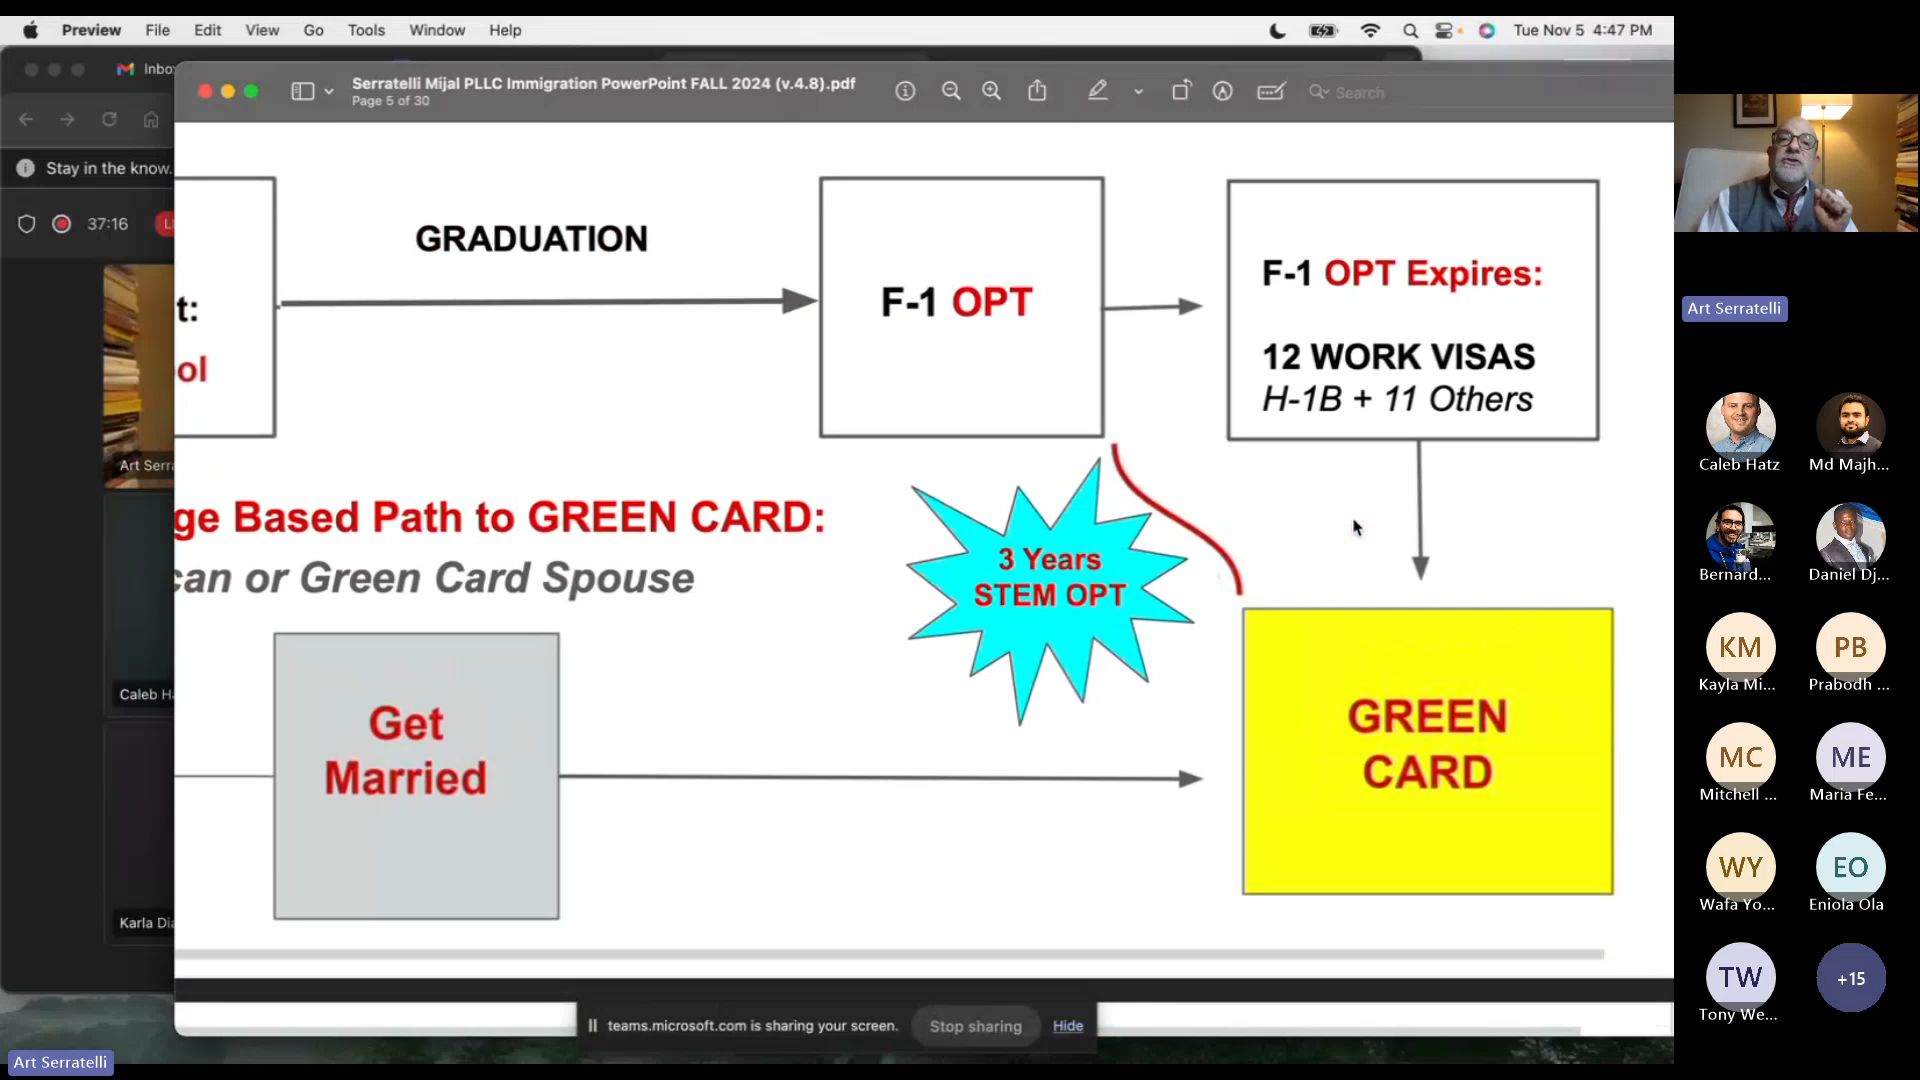 Preview File Edit View Go Tools Window Help Tue Nov 5 4:47 PM
Inbo
Serratelli Mijal PLLC Immigration PowerPoint FALL 2024 (v.4.8).pdf
Page 5 of 30
Search
Stay in the know.
37:16
GRADUATION
t:
ol
F-1 OPT
F-1 OPT Expires:
12 WORK VISAS
H-1B + 11 Others
Art Serra
ge Based Path to GREEN CARD:
can or Green Card Spouse
3 Years
STEM OPT
Get
Married
GREEN
CARD
Caleb Ha
Karla Dia
teams.microsoft.com is sharing your screen. Stop sharing Hide
Art Serratelli
Art Serratelli
Caleb Hatz Md Majh...
Bernard... Daniel Dj...
KM PB
Kayla Mi... Prabodh ...
MC ME
Mitchell ... Maria Fe...
WY EO
Wafa Yo... Eniola Ola
TW +15
Tony We...